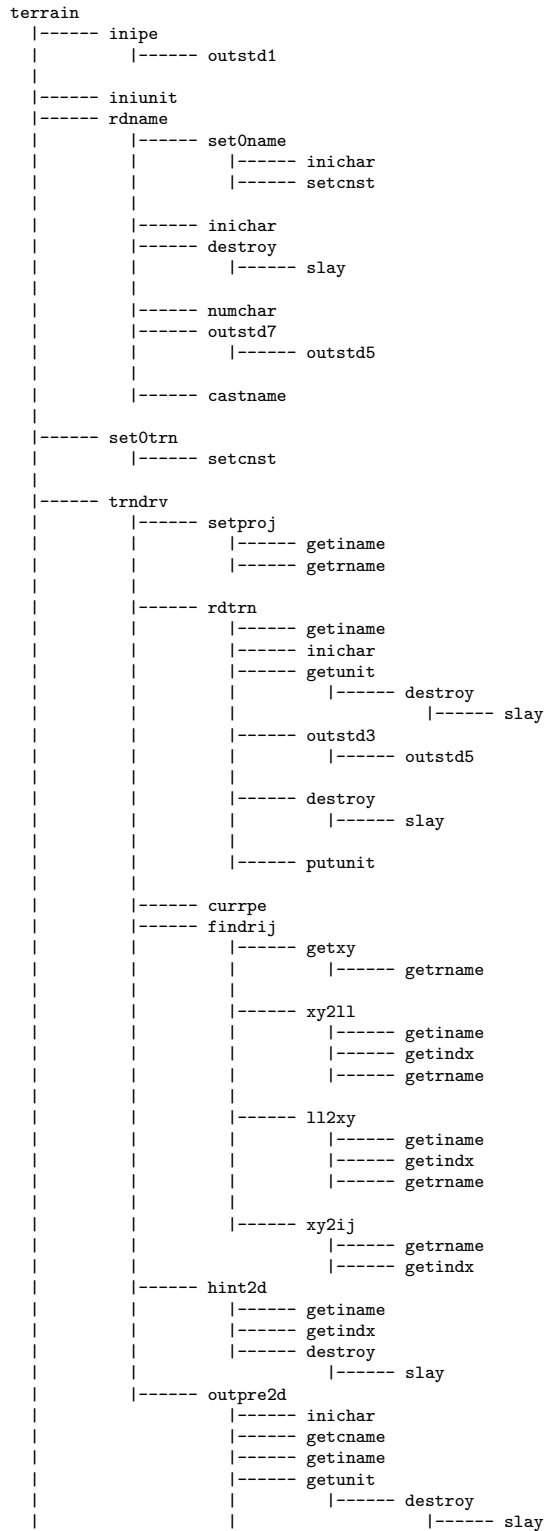 terrain
|------ inipe
| |------ outstd1
|
|------ iniunit
|------ rdname
| |------ set0name
| | |------ inichar
| | |------ setcnst
| |
| |------ inichar
| |------ destroy
| | |------ slay
| |
| |------ numchar
| |------ outstd7
| | |------ outstd5
| |
| |------ castname
|
|------ set0trn
| |------ setcnst
|
|------ trndrv
| |------ setproj
| | |------ getiname
| | |------ getrname
| |
| |------ rdtrn
| | |------ getiname
| | |------ inichar
| | |------ getunit
| | | |------ destroy
| | | |------ slay
| | |------ outstd3
| | | |------ outstd5
| | |
| | |------ destroy
| | | |------ slay
| | |
| | |------ putunit
| |
| |------ currpe
| |------ findrij
| | |------ getxy
| | | |------ getrname
| | |
| | |------ xy2ll
| | | |------ getiname
| | | |------ getindx
| | | |------ getrname
| | |
| | |------ ll2xy
| | | |------ getiname
| | | |------ getindx
| | | |------ getrname
| | |
| | |------ xy2ij
| | |------ getrname
| | |------ getindx
| |------ hint2d
| | |------ getiname
| | |------ getindx
| | |------ destroy
| | |------ slay
| |------ outpre2d
| |------ inichar
| |------ getcname
| |------ getiname
| |------ getunit
| | |------ destroy
| | |------ slay